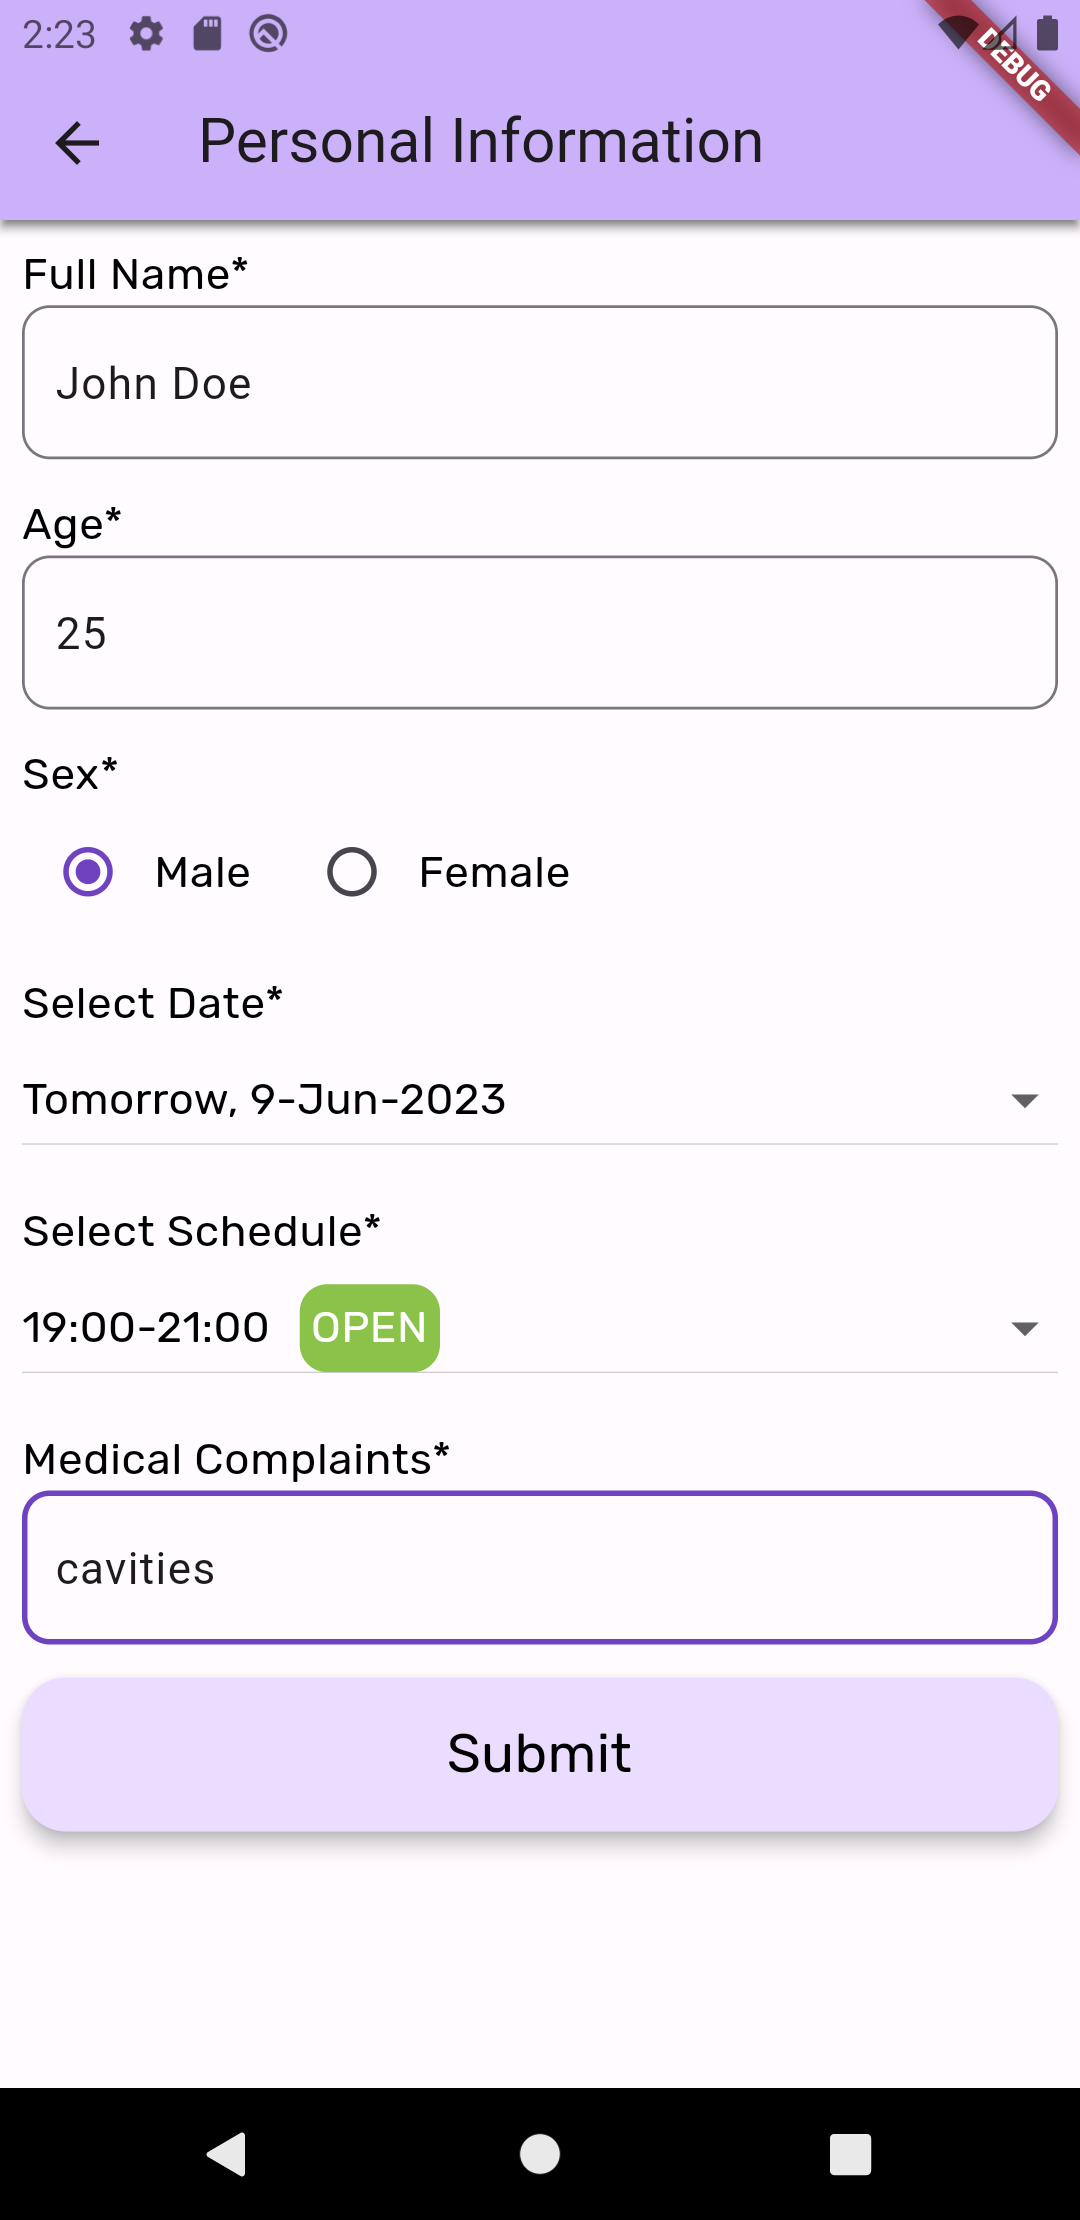 2:23
DEBUG
Personal Information
Full Name*
John Doe
Age*
25
Sex*
Male Female
Select Date*
Tomorrow, 9-Jun-2023
Select Schedule*
19:00-21:00 OPEN
Medical Complaints*
cavities
Submit